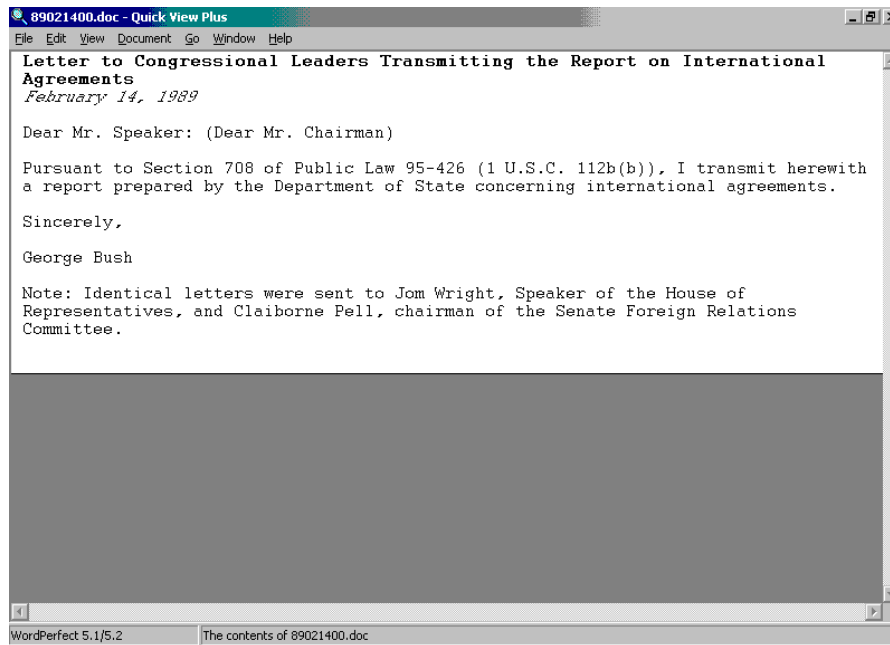 89021400.doc - Quick View Plus
File Edit View Document Go Window Help
Letter to Congressional Leaders Transmitting the Report on International
Agreements
February 14, 1989
Dear Mr. Speaker: (Dear Mr. Chairman)
Pursuant to Section 708 of Public Law 95-426 (1 U.S.C. 112b(b)), I transmit herewith
a report prepared by the Department of State concerning international agreements.
Sincerely,
George Bush
Note: Identical letters were sent to Jom Wright, Speaker of the House of
Representatives, and Claiborne Pell, chairman of the Senate Foreign Relations
Committee.
WordPerfect 5.1/5.2 The contents of 89021400.doc